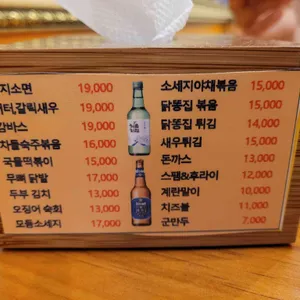 지소면 19,000
터,갈릭새우 19,000
감바스 19,000
차돌숙주볶음 16,000
국물떡볶이 15,000
무뼈 닭발 17,000
두부 김치 13,000
오징어 숙회 13,000
모듬소세지 17,000
소세지야채볶음 15,000
닭똥집 볶음 15,000
닭똥집 튀김 14,000
새우튀김 15,000
돈까스 13,000
스팸&후라이 12,000
계란말이 10,000
치즈볼 11,000
군만두 7,000